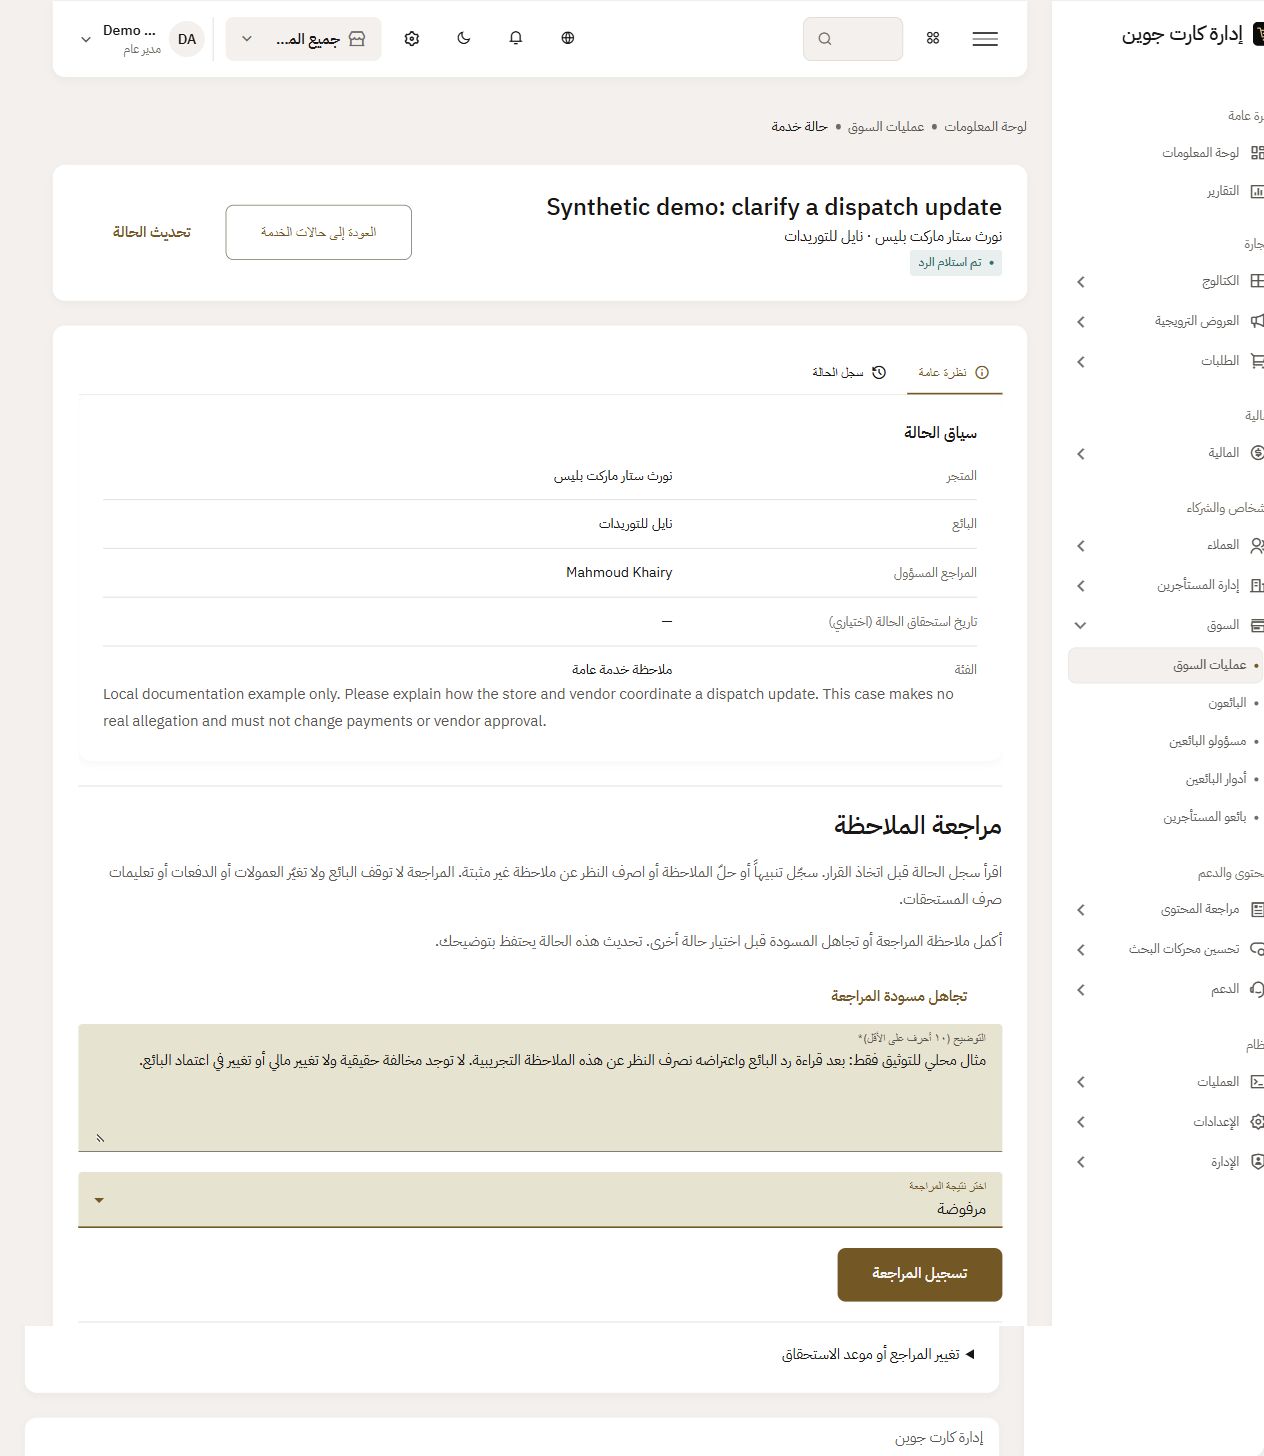 إدارة كارت جوين
جميع المـ...
DA
Demo ...
مدير عام
لوحة المعلومات
التقارير
الكتالوج
العروض الترويجية
الطلبات
المالية
العملاء
إدارة المستأجرين
السوق
عمليات السوق
البائعون
مسؤولو البائعين
أدوار البائعين
بائعو المستأجرين
مراجعة المحتوى
تحسين محركات البحث
الدعم
العمليات
الإعدادات
الإدارة
لوحة المعلومات • عمليات السوق • حالة خدمة
Synthetic demo: clarify a dispatch update
نورث ستار ماركت بليس · نايل للتوريدات
• تم استلام الرد
العودة إلى حالات الخدمة
تحديث الحالة
نظرة عامة
سجل الحالة
سياق الحالة
المتجر
نورث ستار ماركت بليس
البائع
نايل للتوريدات
المراجع المسؤول
Mahmoud Khairy
تاريخ استحقاق الحالة (اختياري)
—
الفئة
ملاحظة خدمة عامة
Local documentation example only. Please explain how the store and vendor coordinate a dispatch update. This case makes no
real allegation and must not change payments or vendor approval.
مراجعة الملاحظة
اقرأ سجل الحالة قبل اتخاذ القرار. سجّل تنبيهاً أو حلّ الملاحظة أو اصرف النظر عن ملاحظة غير مثبتة. المراجعة لا توقف البائع ولا تغيّر العمولات أو الدفعات أو تعليمات
صرف المستحقات.
أكمل ملاحظة المراجعة أو تجاهل المسودة قبل اختيار حالة أخرى. تحديث هذه الحالة يحتفظ بتوضيحك.
تجاهل مسودة المراجعة
التوضيح (١٠ أحرف على الأقل)*
مثال محلي للتوثيق فقط: بعد قراءة رد البائع واعتراضه نصرف النظر عن هذه الملاحظة التجريبية. لا توجد مخالفة حقيقية ولا تغيير مالي أو تغيير في اعتماد البائع.
اختر نتيجة المراجعة
مرفوضة
تسجيل المراجعة
تغيير المراجع أو موعد الاستحقاق
إدارة كارت جوين